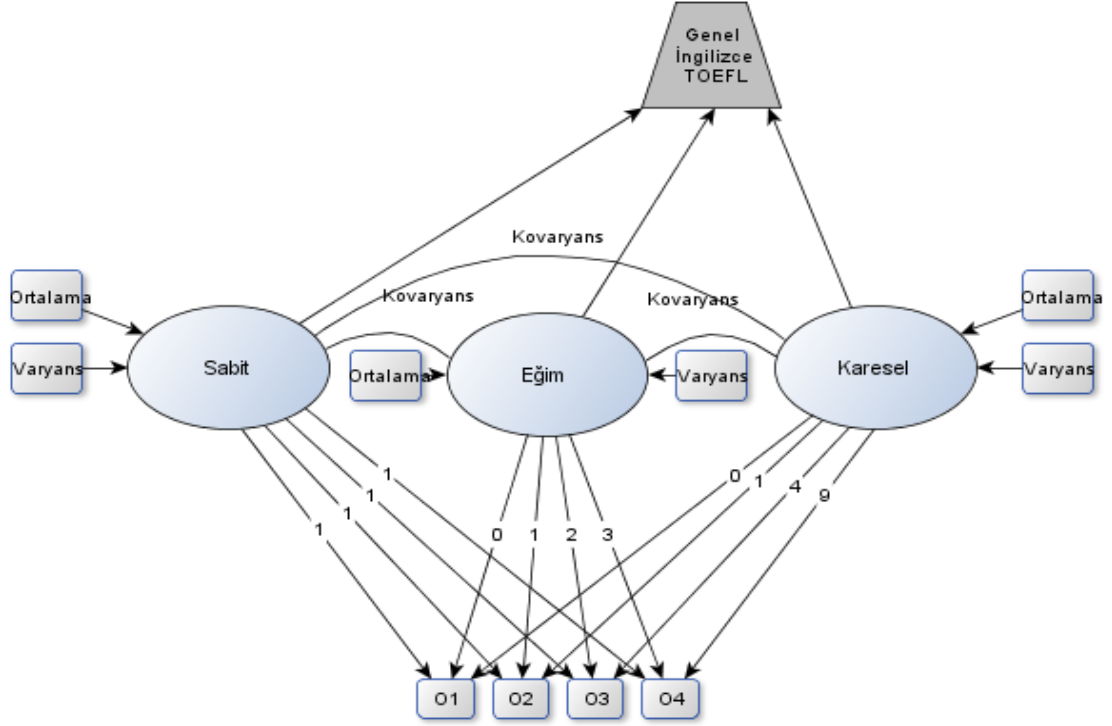 Genel
İngilizce
TOEFL
Kovaryans
Kovaryans
Kovaryans
Ortalama
Ortalama
Varyans
Sabit
Ortalama
Eğim
Varyans
Karesel
Varyans
1
1
1
1
0
1
2
3
0
1
4
9
O1
O2
O3
O4